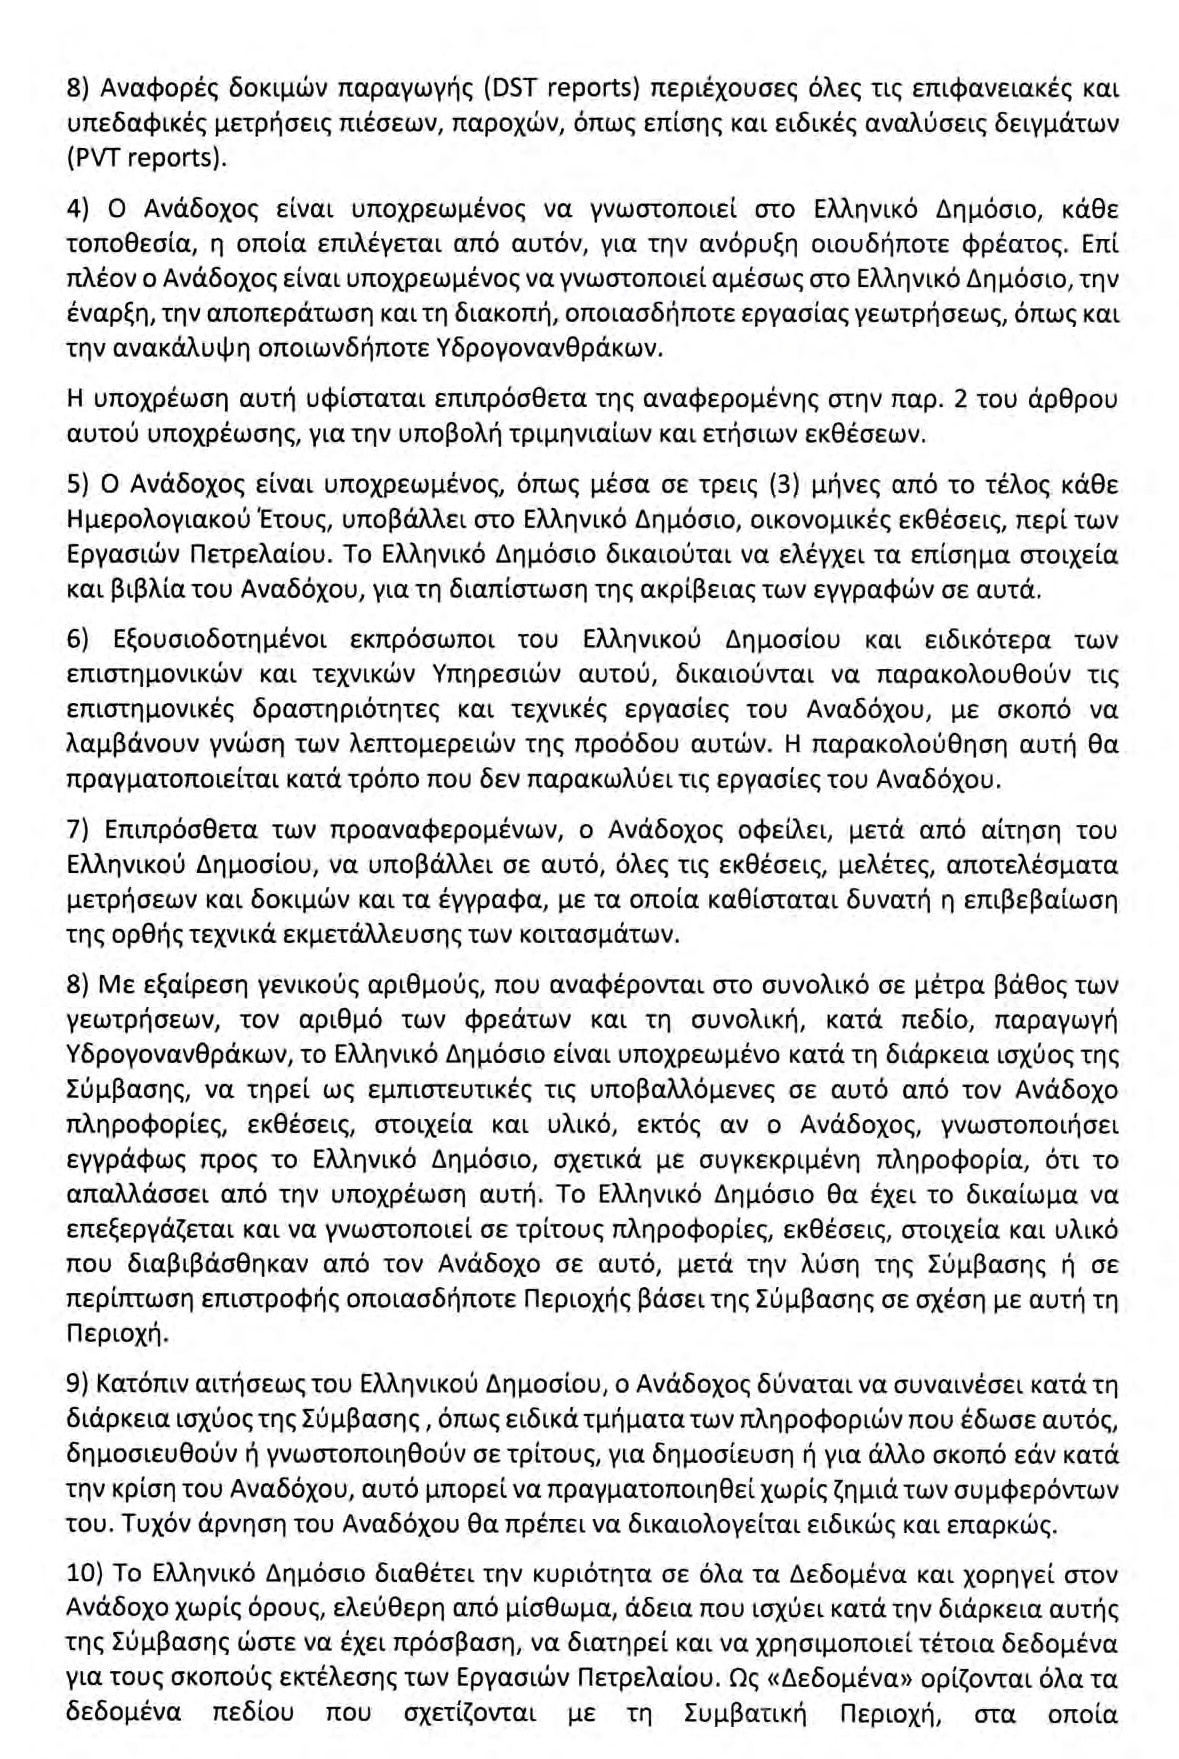 8) Αναφορές δοκιμών παραγωγής (DST reports) περιέχουσες όλες τις επιφανειακές και
υπεδαφικές μετρήσεις πιέσεων, παροχών, όπως επίσης και ειδικές αναλύσεις δειγμάτων
(PVT reports).
4) Ο Ανάδοχος είναι υποχρεωμένος να γνωστοποιεί στο Ελληνικό Δημόσιο, κάθε
τοποθεσία, η οποία επιλέγεται από αυτόν, για την ανόρυξη οιουδήποτε φρέατος. Επί
πλέον ο Ανάδοχος είναι υποχρεωμένος να γνωστοποιεί αμέσως στο Ελληνικό Δημόσιο, την
έναρξη, την αποπεράτωση και τη διακοπή, οποιασδήποτε εργασίας γεωτρήσεως, όπως και
την ανακάλυψη οποιωνδήποτε Υδρογονανθράκων.
Η υποχρέωση αυτή υφίσταται επιπρόσθετα της αναφερομένης στην παρ. 2 του άρθρου
αυτού υποχρέωσης, για την υποβολή τριμηνιαίων και ετήσιων εκθέσεων.
5) Ο Ανάδοχος είναι υποχρεωμένος, όπως μέσα σε τρεις (3) μήνες από το τέλος κάθε
Ημερολογιακού Έτους, υποβάλλει στο Ελληνικό Δημόσιο, οικονομικές εκθέσεις, περί των
Εργασιών Πετρελαίου. Το Ελληνικό Δημόσιο δικαιούται να ελέγχει τα επίσημα στοιχεία
και βιβλία του Αναδόχου, για τη διαπίστωση της ακρίβειας των εγγραφών σε αυτά.
6) Εξουσιοδοτημένοι εκπρόσωποι του Ελληνικού Δημοσίου και ειδικότερα των
επιστημονικών και τεχνικών Υπηρεσιών αυτού, δικαιούνται να παρακολουθούν τις
επιστημονικές δραστηριότητες και τεχνικές εργασίες του Αναδόχου, με σκοπό να
λαμβάνουν γνώση των λεπτομερειών της προόδου αυτών. Η παρακολούθηση αυτή θα
πραγματοποιείται κατά τρόπο που δεν παρακωλύει τις εργασίες του Αναδόχου.
7) Επιπρόσθετα των προαναφερομένων, ο Ανάδοχος οφείλει, μετά από αίτηση του
Ελληνικού Δημοσίου, να υποβάλλει σε αυτό, όλες τις εκθέσεις, μελέτες, αποτελέσματα
μετρήσεων και δοκιμών και τα έγγραφα, με τα οποία καθίσταται δυνατή η επιβεβαίωση
της ορθής τεχνικά εκμετάλλευσης των κοιτασμάτων.
8) Με εξαίρεση γενικούς αριθμούς, που αναφέρονται στο συνολικό σε μέτρα βάθος των
γεωτρήσεων, τον αριθμό των φρεάτων και τη συνολική, κατά πεδίο, παραγωγή
Υδρογονανθράκων, το Ελληνικό Δημόσιο είναι υποχρεωμένο κατά τη διάρκεια ισχύος της
Σύμβασης, να τηρεί ως εμπιστευτικές τις υποβαλλόμενες σε αυτό από τον Ανάδοχο
πληροφορίες, εκθέσεις, στοιχεία και υλικό, εκτός αν ο Ανάδοχος, γνωστοποιήσει
εγγράφως προς το Ελληνικό Δημόσιο, σχετικά με συγκεκριμένη πληροφορία, ότι το
απαλλάσσει από την υποχρέωση αυτή. Το Ελληνικό Δημόσιο θα έχει το δικαίωμα να
επεξεργάζεται και να γνωστοποιεί σε τρίτους πληροφορίες, εκθέσεις, στοιχεία και υλικό
που διαβιβάσθηκαν από τον Ανάδοχο σε αυτό, μετά την λύση της Σύμβασης ή σε
περίπτωση επιστροφής οποιασδήποτε Περιοχής βάσει της Σύμβασης σε σχέση με αυτή τη
Περιοχή.
9) Κατόπιν αιτήσεως του Ελληνικού Δημοσίου, ο Ανάδοχος δύναται να συναινέσει κατά τη
διάρκεια ισχύος της Σύμβασης , όπως ειδικά τμήματα των πληροφοριών που έδωσε αυτός,
δημοσιευθούν ή γνωστοποιηθούν σε τρίτους, για δημοσίευση ή για άλλο σκοπό εάν κατά
την κρίση του Αναδόχου, αυτό μπορεί να πραγματοποιηθεί χωρίς ζημιά των συμφερόντων
του. Τυχόν άρνηση του Αναδόχου θα πρέπει να δικαιολογείται ειδικώς και επαρκώς.
10) Το Ελληνικό Δημόσιο διαθέτει την κυριότητα σε όλα τα Δεδομένα και χορηγεί στον
Ανάδοχο χωρίς όρους, ελεύθερη από μίσθωμα, άδεια που ισχύει κατά την διάρκεια αυτής
της Σύμβασης ώστε να έχει πρόσβαση, να διατηρεί και να χρησιμοποιεί τέτοια δεδομένα
για τους σκοπούς εκτέλεσης των Εργασιών Πετρελαίου. Ως «Δεδομένα» ορίζονται όλα τα
δεδομένα πεδίου που σχετίζονται με τη Συμβατική Περιοχή, στα οποία